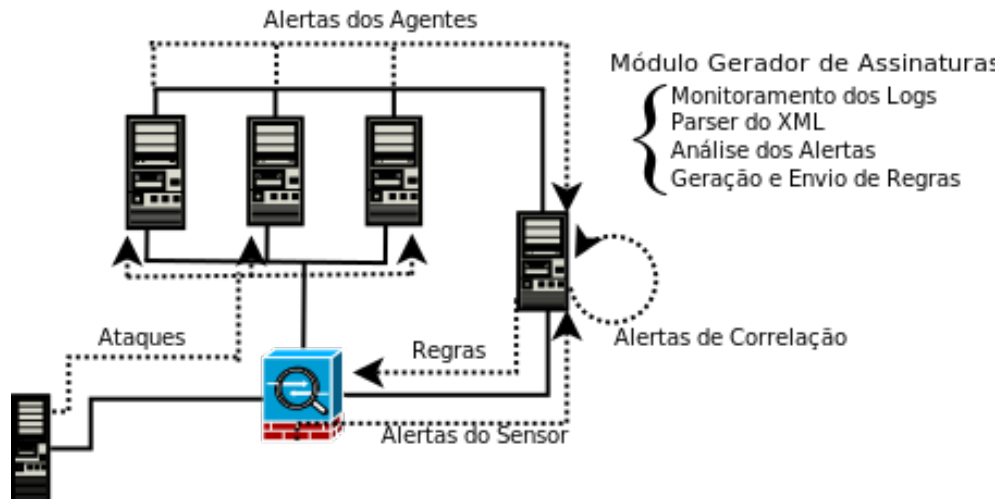 Alertas dos Agentes
Módulo Gerador de Assinaturas
Monitoramento dos Logs
Parser do XML
Análise dos Alertas
Geração e Envio de Regras
Ataques
Regras
Alertas de Correlação
Alertas do Sensor